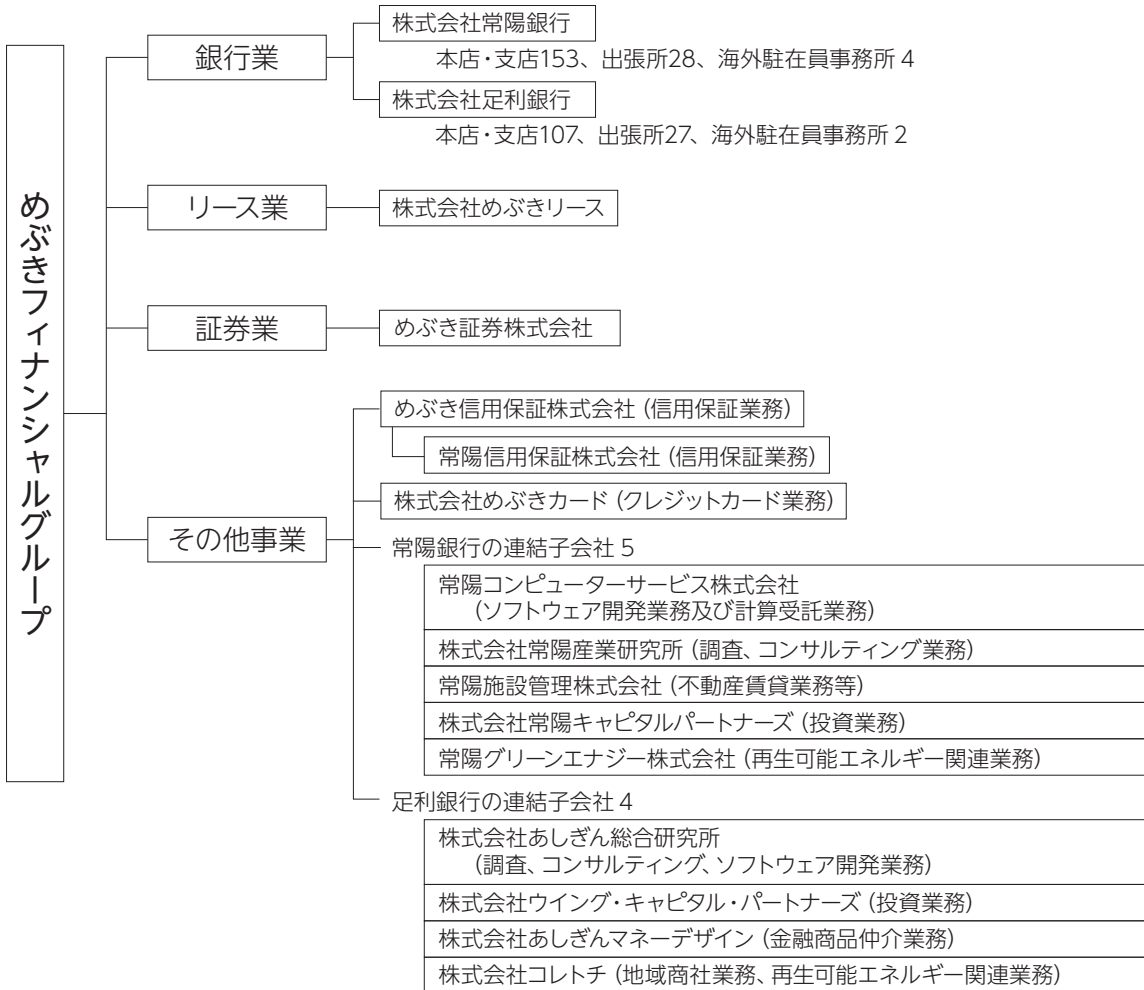 めぶきフィナンシャルグループ
銀行業
株式会社常陽銀行
本店・支店153、出張所28、海外駐在員事務所 4
株式会社足利銀行
本店・支店107、出張所27、海外駐在員事務所 2
リース業
株式会社めぶきリース
証券業
めぶき証券株式会社
その他事業
めぶき信用保証株式会社 (信用保証業務)
常陽信用保証株式会社 (信用保証業務)
株式会社めぶきカード (クレジットカード業務)
常陽銀行の連結子会社 5
常陽コンピューターサービス株式会社
(ソフトウェア開発業務及び計算受託業務)
株式会社常陽産業研究所 (調査、コンサルティング業務)
常陽施設管理株式会社 (不動産賃貸業務等)
株式会社常陽キャピタルパートナーズ (投資業務)
常陽グリーンエナジー株式会社 (再生可能エネルギー関連業務)
足利銀行の連結子会社 4
株式会社あしぎん総合研究所
(調査、コンサルティング、ソフトウェア開発業務)
株式会社ウイング・キャピタル・パートナーズ (投資業務)
株式会社あしぎんマネーデザイン (金融商品仲介業務)
株式会社コレトチ (地域商社業務、再生可能エネルギー関連業務)